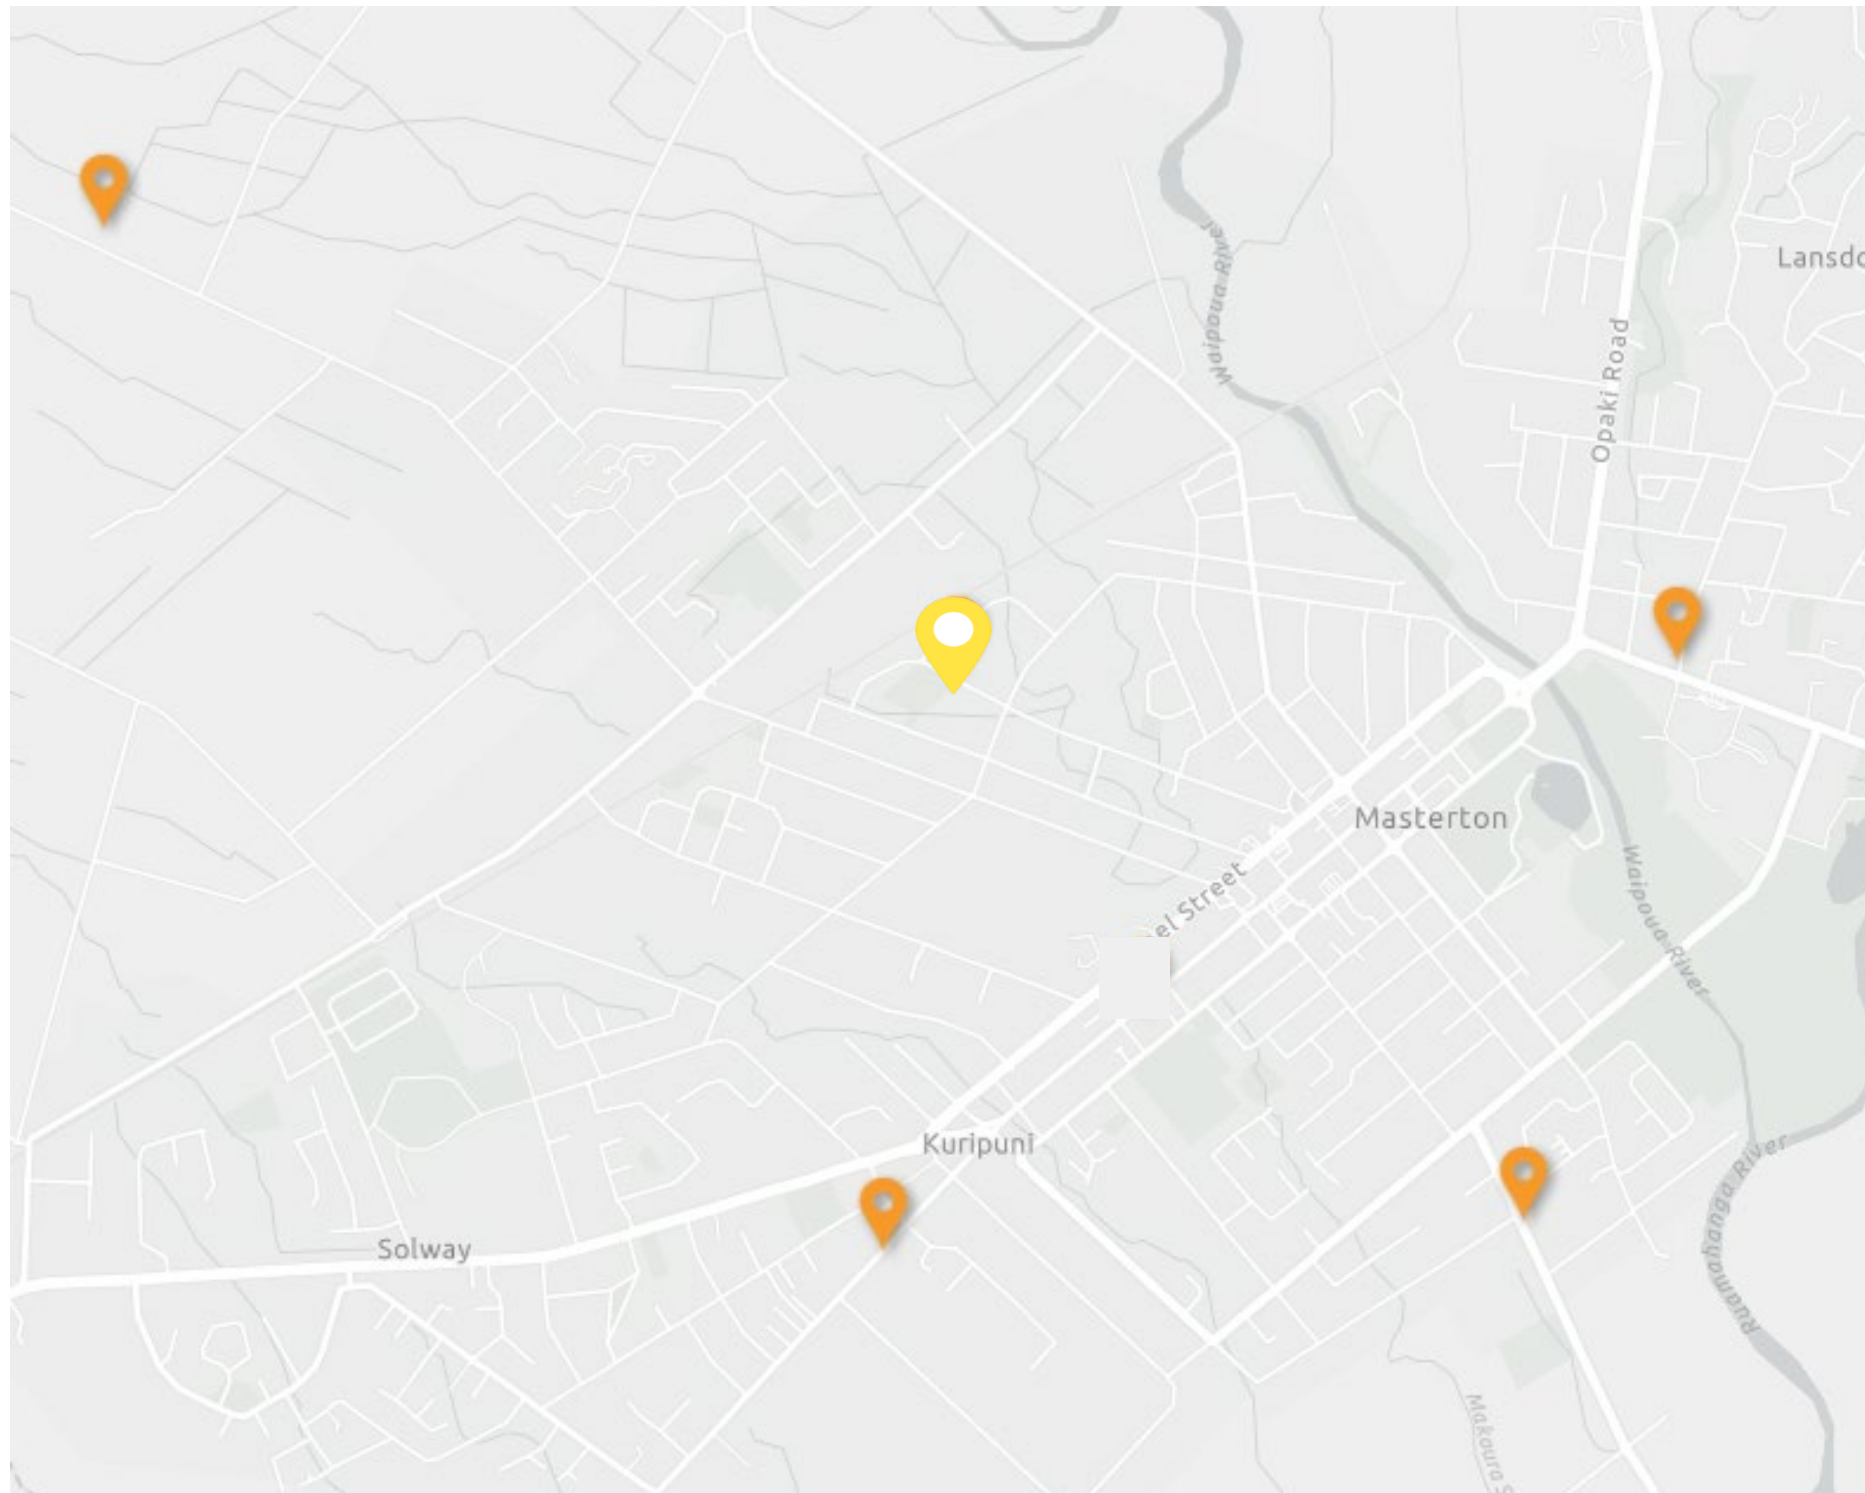 Waipoua River
Lansdo
Opaki Road
Masterton
el Street
Waipoua River
Kuripuni
Ruamahanga River
Solway
Makoura S